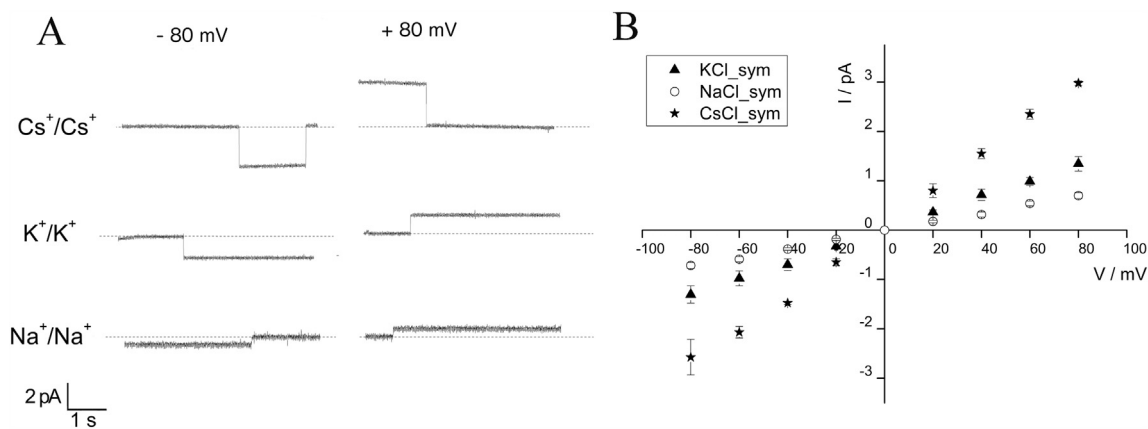 A
- 80 mV
+ 80 mV
Cs+/Cs+
K+/K+
Na+/Na+
2 pA
1 s
B
KCl_sym
NaCl_sym
CsCl_sym
I / pA
3
2
1
0
-1
-2
-3
-100 -80 -60 -40 -20 0 20 40 60 80 100
V / mV